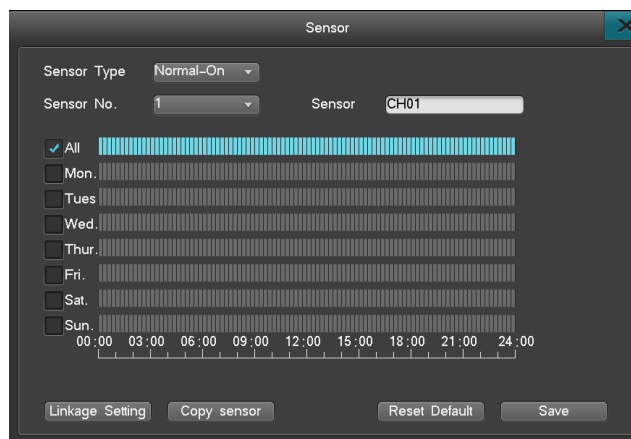 Sensor
Sensor Type Normal-On
Sensor No. 1 Sensor CH01
All
Mon.
Tues
Wed.
Thur.
Fri.
Sat.
Sun.
00:00 03:00 06:00 09:00 12:00 15:00 18:00 21:00 24:00
Linkage Setting Copy sensor Reset Default Save